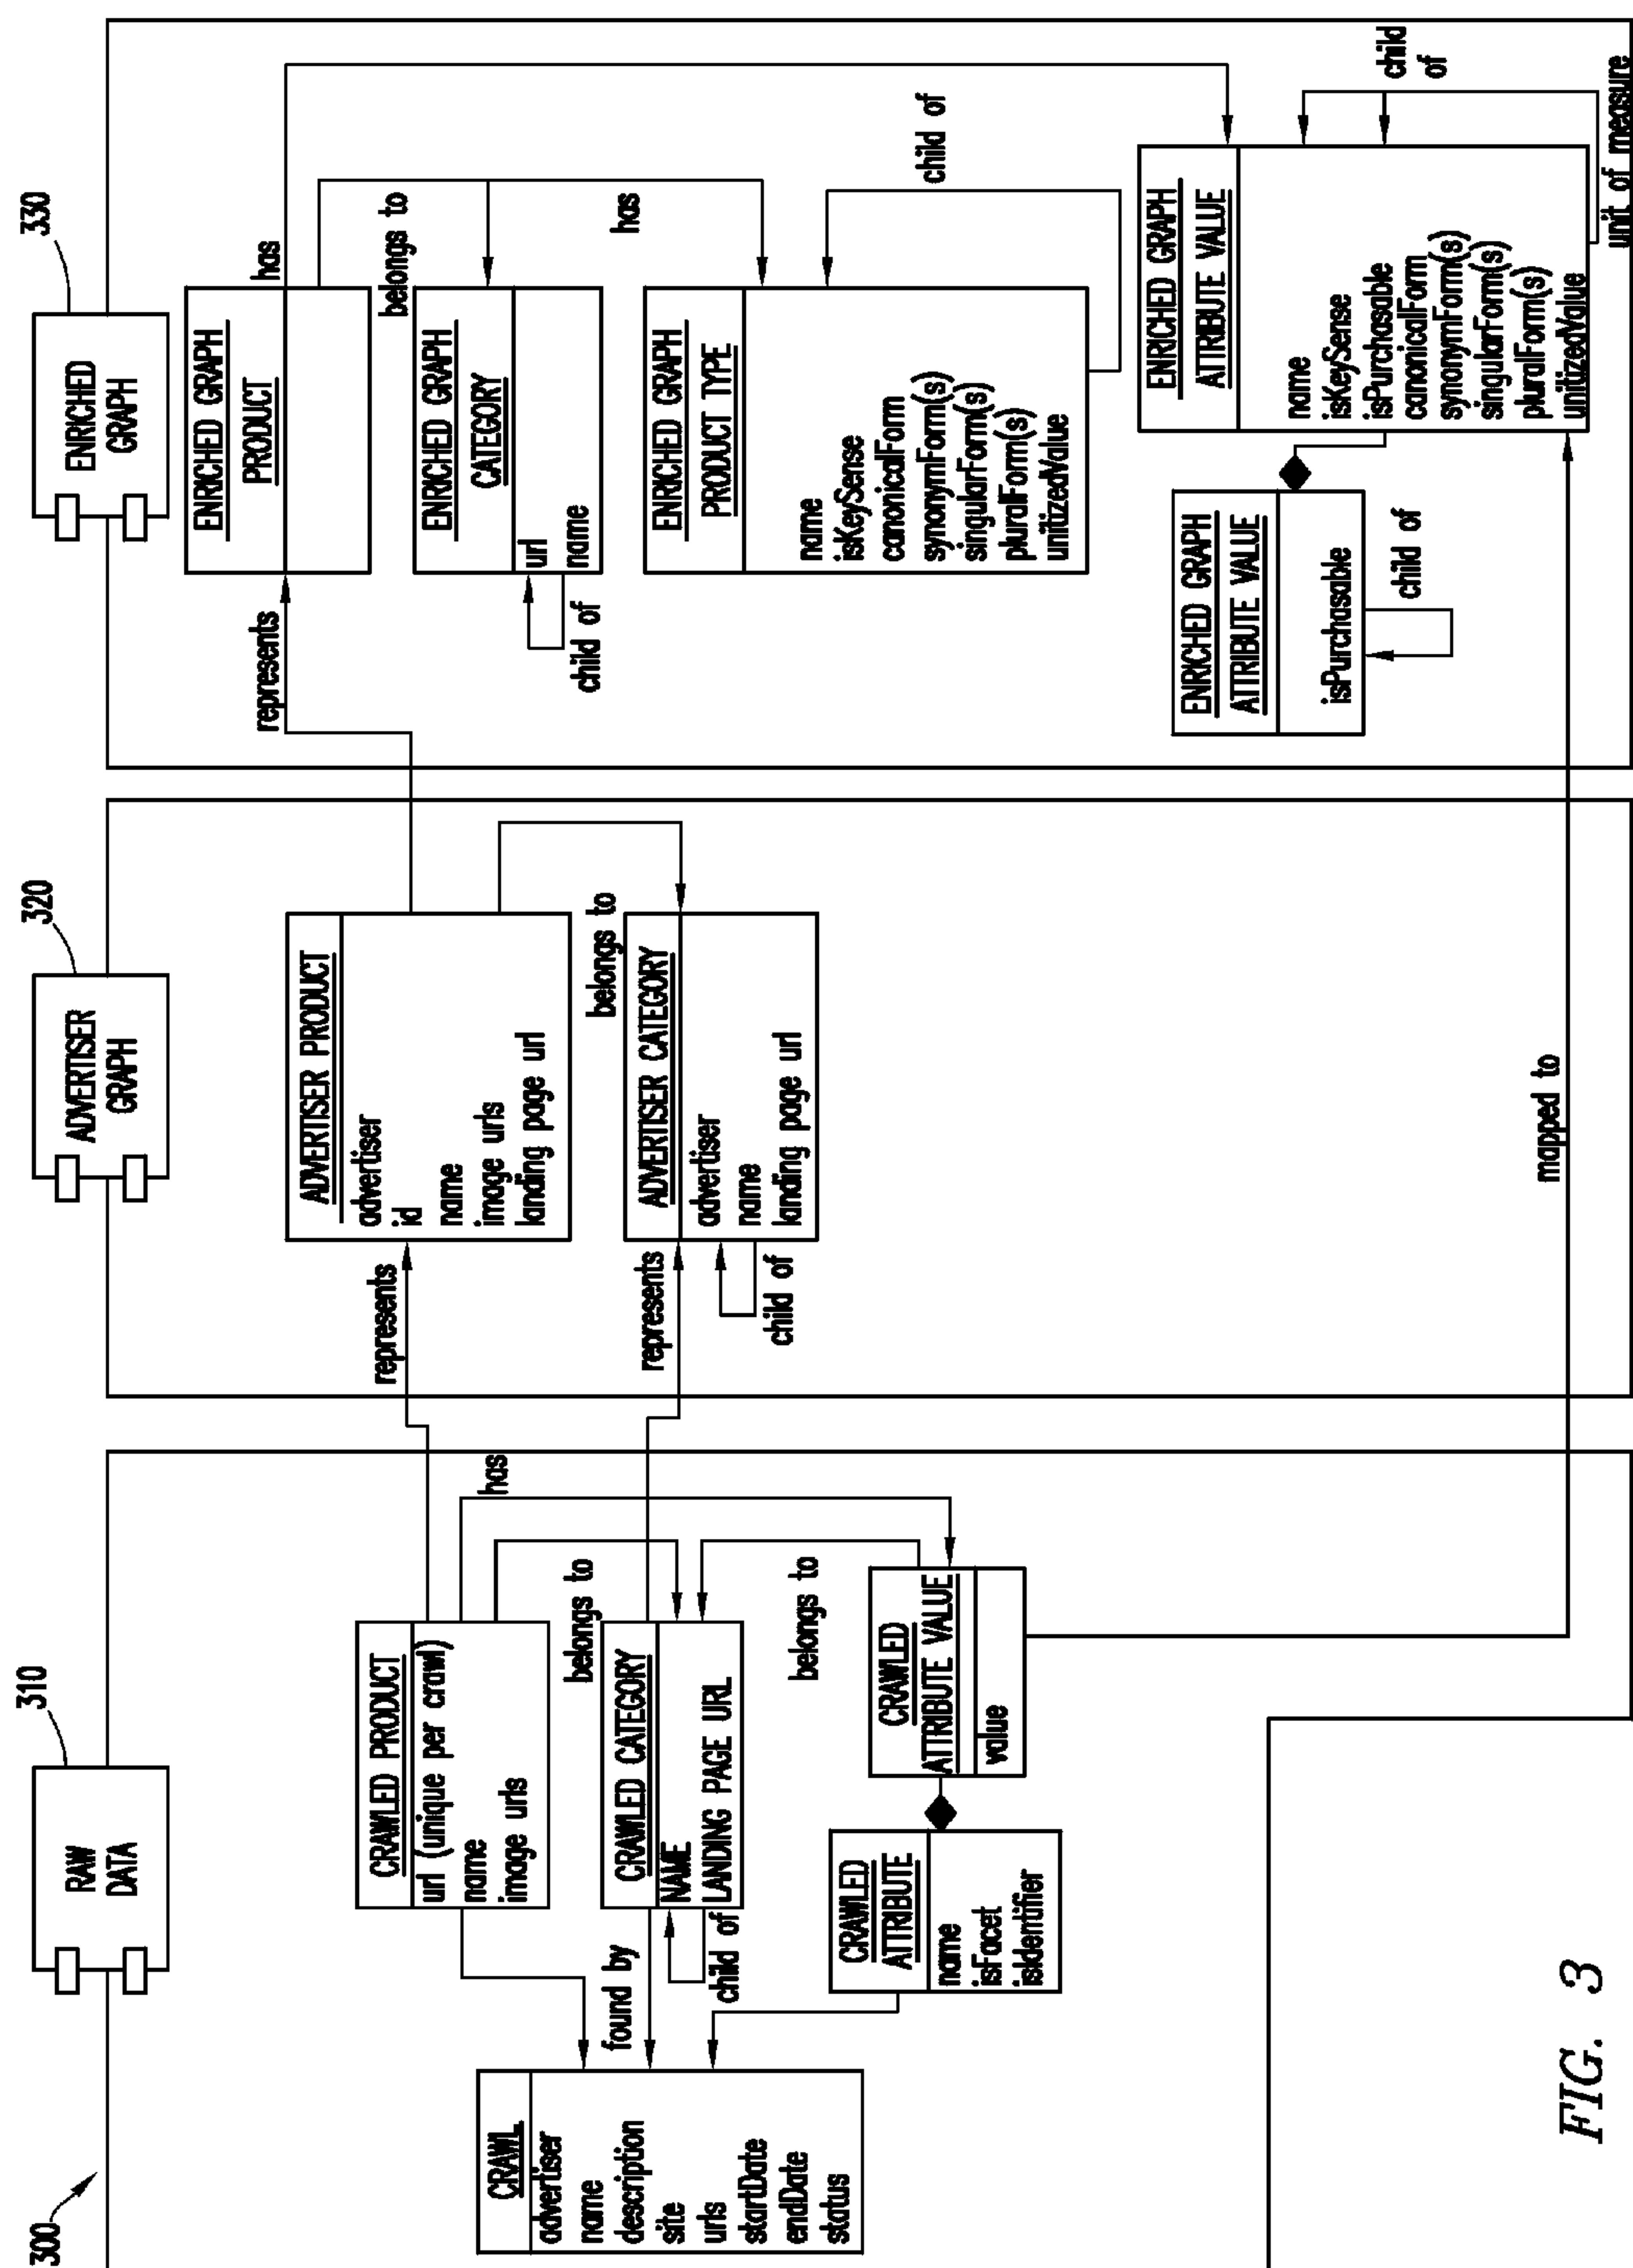 300
310
RAW
DATA
CRAWL
advertiser
name
description
site
urls
startDate
endDate
status
found by
CRAWLED PRODUCT
url (unique per crawl)
name
image urls
belongs to
has
CRAWLED CATEGORY
NAME
LANDING PAGE URL
child of
belongs to
CRAWLED
ATTRIBUTE
name
isFacet
isIdentifier
CRAWLED
ATTRIBUTE VALUE
value
320
ADVERTISER
GRAPH
represents
ADVERTISER PRODUCT
advertiser
id
name
image urls
landing page url
belongs to
represents
ADVERTISER CATEGORY
advertiser
name
landing page url
child of
mapped to
330
ENRICHED
GRAPH
represents
ENRICHED GRAPH
PRODUCT
has
belongs to
ENRICHED GRAPH
CATEGORY
url
name
child of
has
ENRICHED GRAPH
PRODUCT TYPE
name
isKeySense
canonicalForm
synonymForm(s)
singularForm(s)
pluralForm(s)
unitizedValue
child of
ENRICHED GRAPH
ATTRIBUTE VALUE
isPurchasable
child of
ENRICHED GRAPH
ATTRIBUTE VALUE
name
isKeySense
isPurchasable
canonicalForm
synonymForm(s)
singularForm(s)
pluralForm(s)
unitizedValue
child
of
unit of measure
FIG. 3